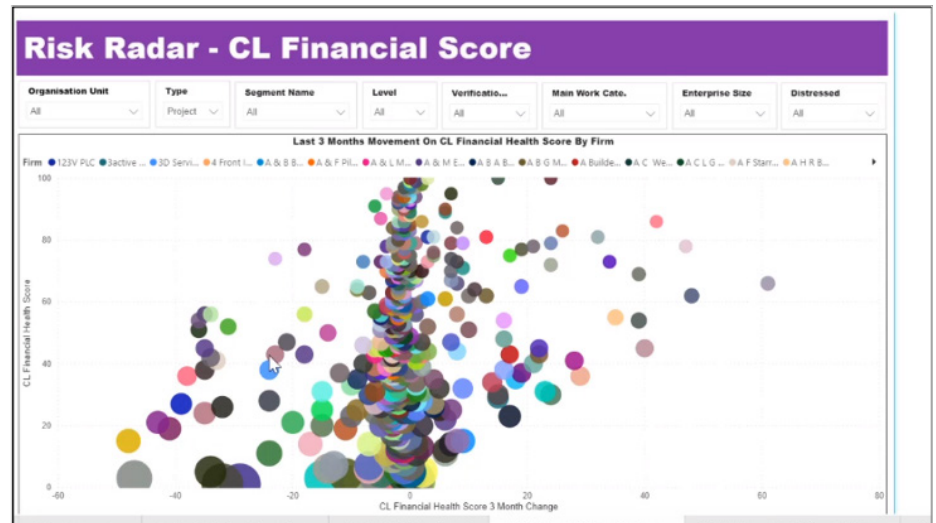 Risk Radar - CL Financial Score
Organisation Unit Type Segment Name Level Verificatio... Main Work Cate. Enterprise Size Distressed
All Project All All All All All All
Last 3 Months Movement On CL Financial Health Score By Firm
Firm 123V PLC 3active ... 3D Servi... 4 Front I... A & B B... A & F Pil... A & L M... A & M E... A B A B... A B G M... A Builde... A C We... A C L G ... A F Starr... A H R B...
100
80
60
40
20
0
CL Financial Health Score
-60 -40 -20 0 20 40 60 80
CL Financial Health Score 3 Month Change